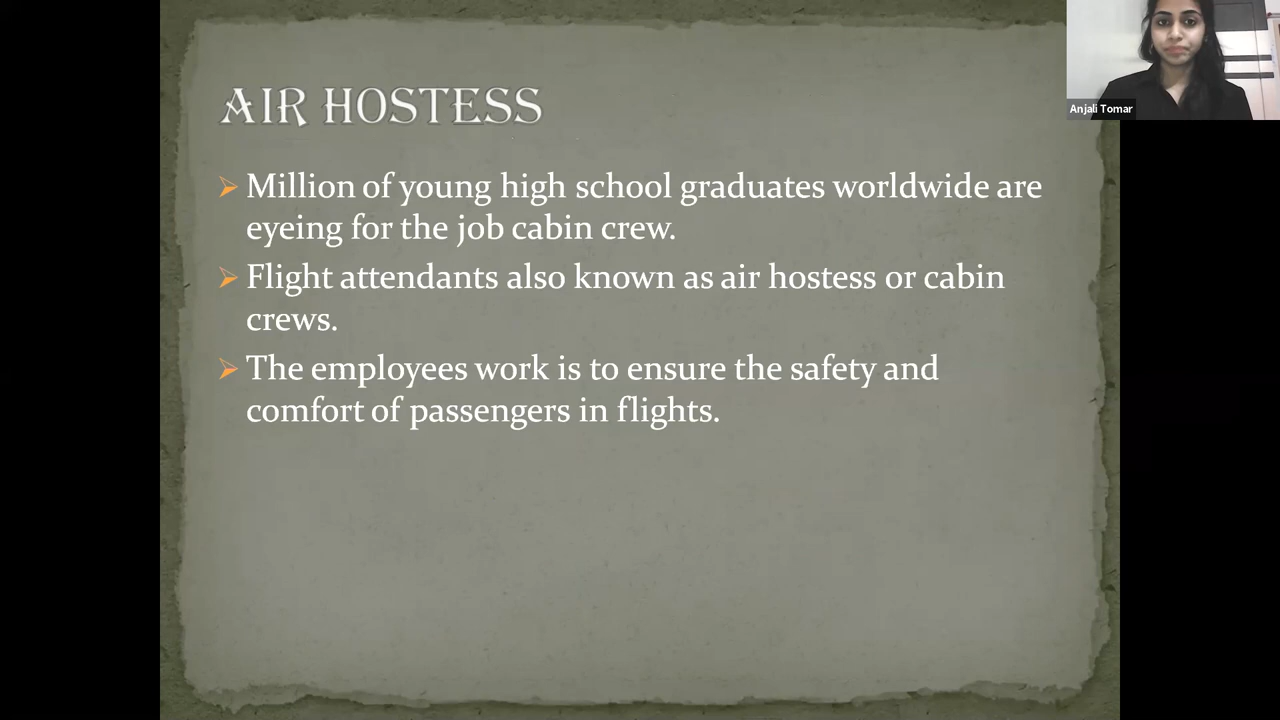 AIR HOSTESS
Million of young high school graduates worldwide are
eyeing for the job cabin crew.
Flight attendants also known as air hostess or cabin
crews.
The employees work is to ensure the safety and
comfort of passengers in flights.
Anjali Tomar